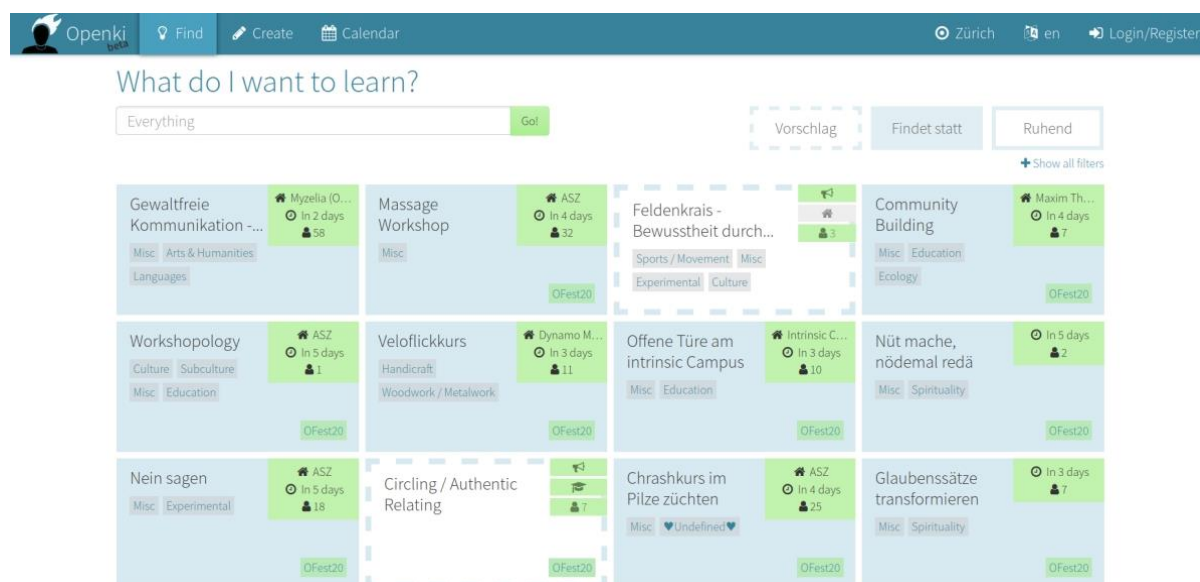 Openki
beta
Find
Create
Calendar
Zürich
en
Login/Register
What do I want to learn?
Everything
Go!
Vorschlag
Findet statt
Ruhend
Show all filters
Gewaltfreie
Kommunikation -...
Misc Arts & Humanities
Languages
Myzelia (O...
In 2 days
58
Massage
Workshop
Misc
ASZ
In 4 days
32
OFest20
Feldenkrais -
Bewusstheit durch...
Sports / Movement Misc
Experimental Culture
3
Community
Building
Misc Education
Ecology
Maxim Th...
In 4 days
7
OFest20
Workshopology
Culture Subculture
Misc Education
ASZ
In 5 days
1
OFest20
Veloflickkurs
Handicraft
Woodwork / Metalwork
Dynamo M...
In 3 days
11
OFest20
Offene Türe am
intrinsic Campus
Misc Education
Intrinsic C...
In 3 days
10
OFest20
Nüt mache,
nödemal redä
Misc Spirituality
In 5 days
2
OFest20
Nein sagen
Misc Experimental
ASZ
In 5 days
18
OFest20
Circling / Authentic
Relating
7
OFest20
Chrashkurs im
Pilze züchten
Misc ♥Undefined♥
ASZ
In 4 days
25
OFest20
Glaubenssätze
transformieren
Misc Spirituality
In 3 days
7
OFest20